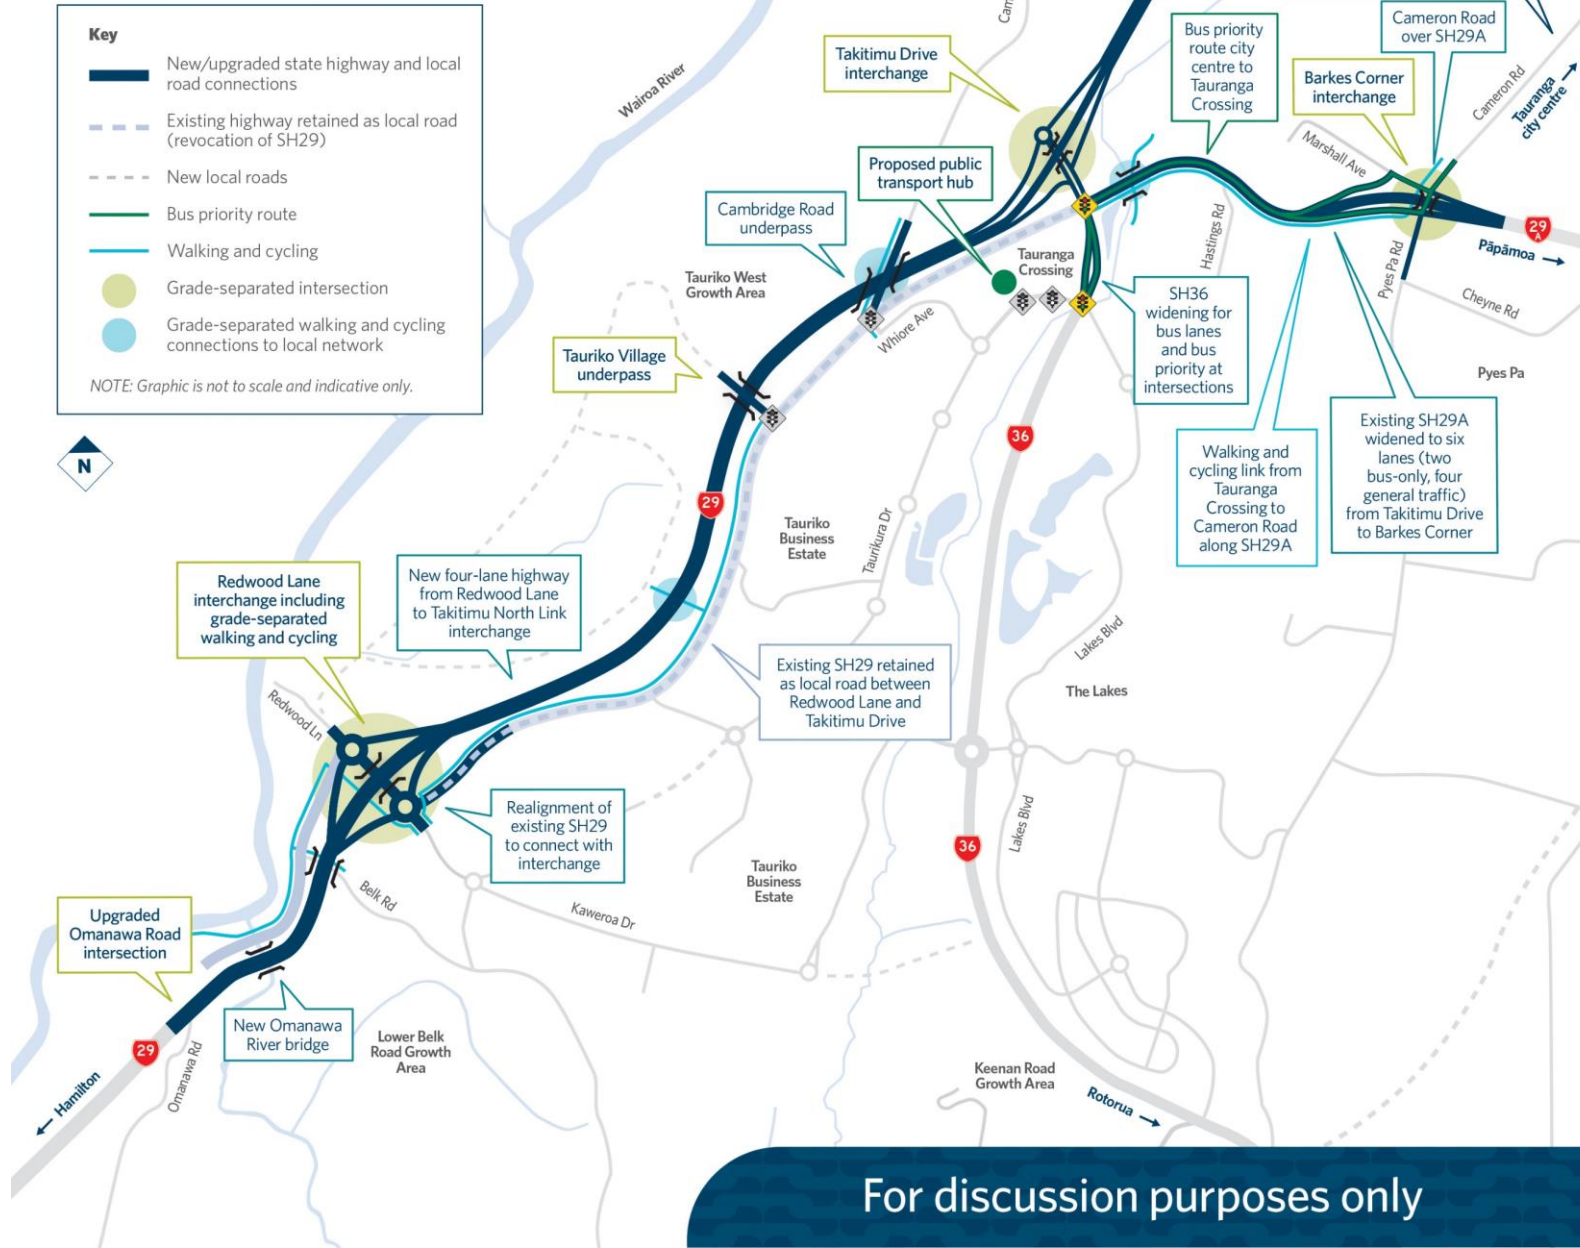 Key
New/upgraded state highway and local
road connections
Existing highway retained as local road
(revocation of SH29)
New local roads
Bus priority route
Walking and cycling
Grade-separated intersection
Grade-separated walking and cycling
connections to local network
NOTE: Graphic is not to scale and indicative only.
N
Wairoa River
Takitimu Drive
interchange
Bus priority
route city
centre to
Tauranga
Crossing
Cameron Road
over SH29A
Barkes Corner
interchange
Cameron Rd
Tauranga
city centre
Marshall Ave
Proposed public
transport hub
Cambridge Road
underpass
Tauriko West
Growth Area
Tauranga
Crossing
Hastings Rd
29
A
Pāpāmoa
Pyes Pa Rd
Cheyne Rd
Pyes Pa
Whiore Ave
SH36
widening for
bus lanes
and bus
priority at
intersections
Tauriko Village
underpass
36
Walking and
cycling link from
Tauranga
Crossing to
Cameron Road
along SH29A
Existing SH29A
widened to six
lanes (two
bus-only, four
general traffic)
from Takitimu Drive
to Barkes Corner
29
Tauriko
Business
Estate
Taurikura Dr
Redwood Lane
interchange including
grade-separated
walking and cycling
New four-lane highway
from Redwood Lane
to Takitimu North Link
interchange
Lakes Blvd
Existing SH29 retained
as local road between
Redwood Lane and
Takitimu Drive
The Lakes
Redwood Ln
Realignment of
existing SH29
to connect with
interchange
Lakes Blvd
36
Tauriko
Business
Estate
Belk Rd
Kaweroa Dr
Upgraded
Omanawa Road
intersection
New Omanawa
River bridge
Lower Belk
Road Growth
Area
29
Omanawa Rd
Hamilton
Keenan Road
Growth Area
Rotorua
For discussion purposes only